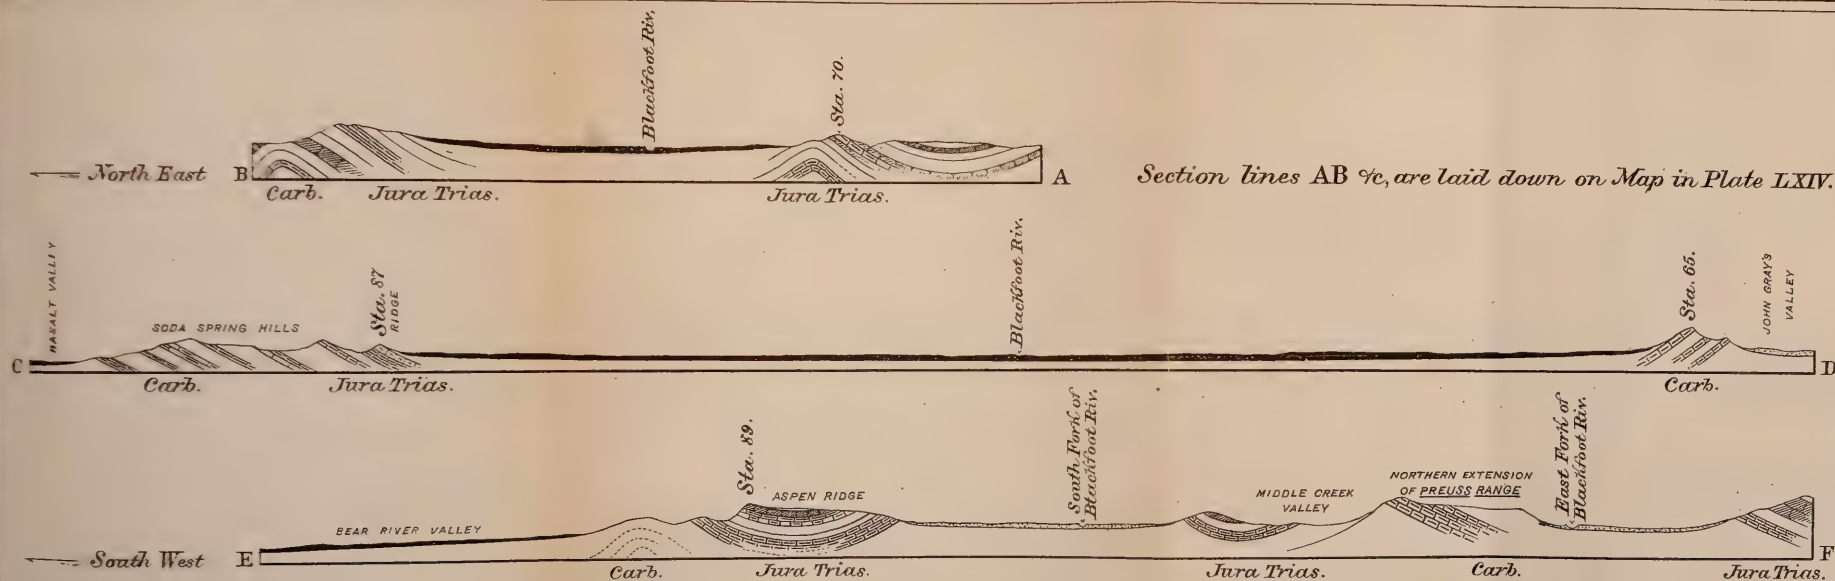 Blackfoot Riv.
Sta. 70.
North East B
A
Carb.
Jura Trias.
Jura Trias.
Section lines AB &c, are laid down on Map in Plate LXIV.
BASALT VALLEY
SODA SPRING HILLS
Sta. 87
RIDGE
Blackfoot Riv.
Sta. 65.
JOHN GRAY'S
VALLEY
C
D
Carb.
Jura Trias.
Carb.
BEAR RIVER VALLEY
Sta. 89.
ASPEN RIDGE
South Fork of
Blackfoot Riv.
MIDDLE CREEK
VALLEY
NORTHERN EXTENSION
OF PREUSS RANGE
East Fork of
Blackfoot Riv.
South West E
F
Carb.
Jura Trias.
Jura Trias.
Carb.
Jura Trias.